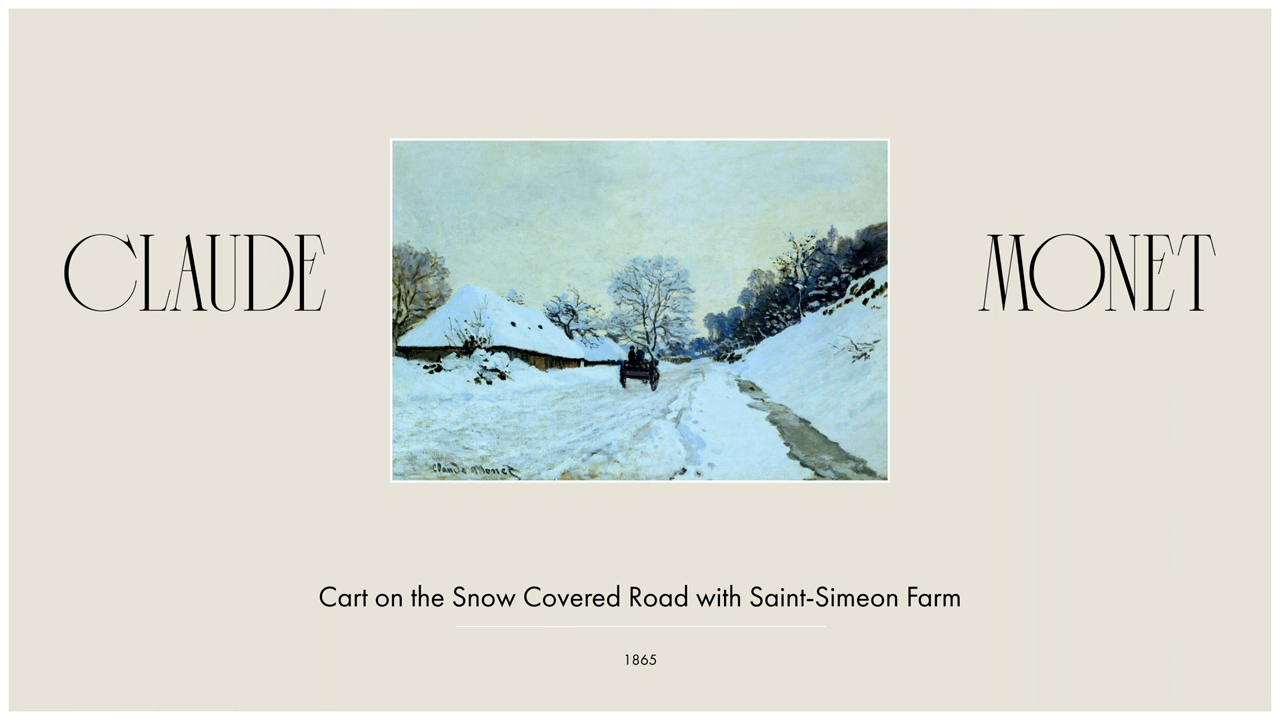 CLAUDE
MONET
Claude Monet
Cart on the Snow Covered Road with Saint-Simeon Farm
1865